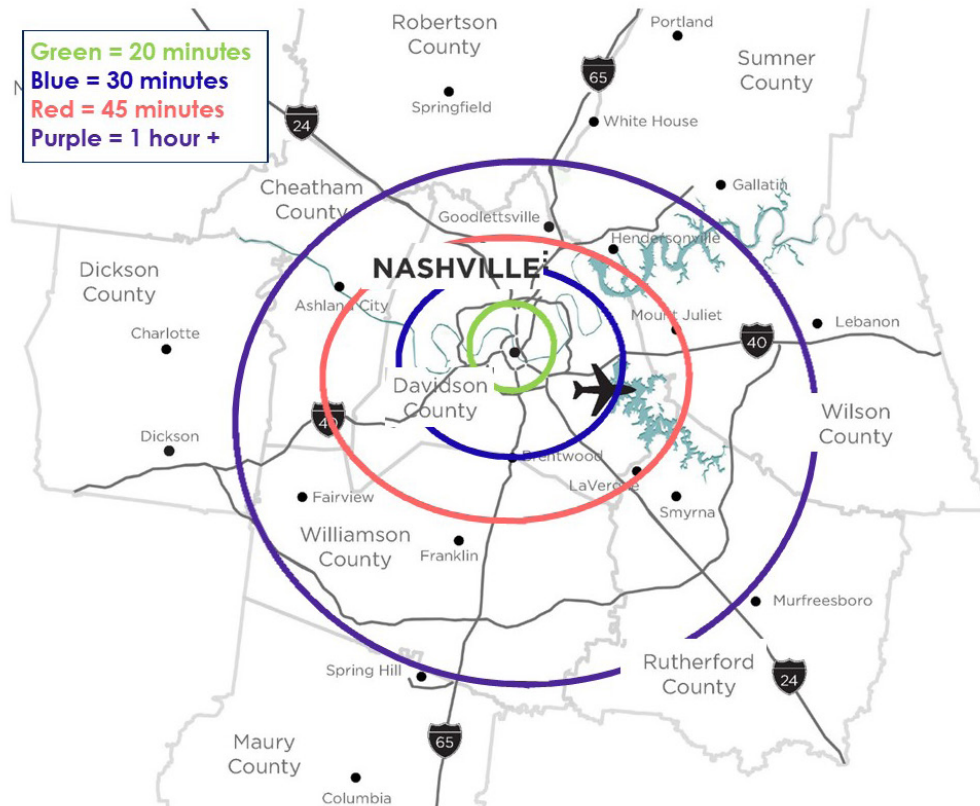 Green = 20 minutes
Blue = 30 minutes
Red = 45 minutes
Purple = 1 hour +
Robertson
County
Portland
65
Sumner
County
Springfield
24
White House
Cheatham
County
Gallatin
Goodlettsville
Hendersonville
NASHVILLE
Dickson
County
Ashland City
Charlotte
Mount Juliet
40
Lebanon
Davidson
County
Wilson
County
40
Dickson
Brentwood
LaVergne
Fairview
Smyrna
Williamson
County
Franklin
Murfreesboro
Spring Hill
Rutherford
County
24
65
Maury
County
Columbia